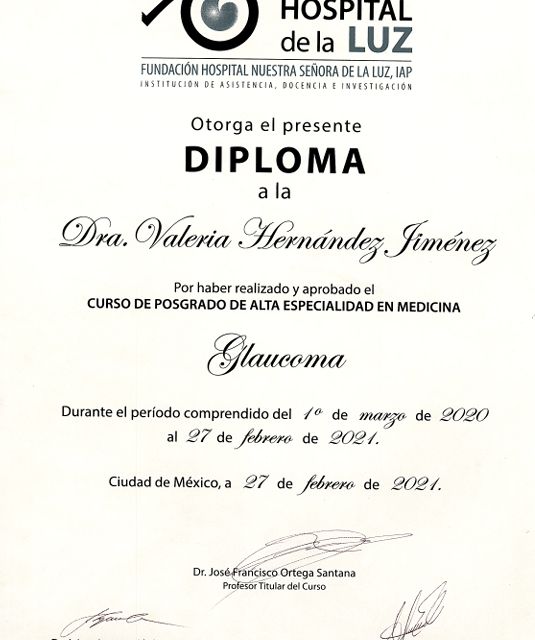 HOSPITAL
de la LUZ
FUNDACIÓN HOSPITAL NUESTRA SEÑORA DE LA LUZ, IAP
INSTITUCIÓN DE ASISTENCIA, DOCENCIA E INVESTIGACIÓN
Otorga el presente
DIPLOMA
a la
Dra. Valeria Hernández Jiménez
Por haber realizado y aprobado el
CURSO DE POSGRADO DE ALTA ESPECIALIDAD EN MEDICINA
Glaucoma
Durante el período comprendido del 1º de marzo de 2020
al 27 de febrero de 2021.
Ciudad de México, a 27 de febrero de 2021.
Dr. José Francisco Ortega Santana
Profesor Titular del Curso